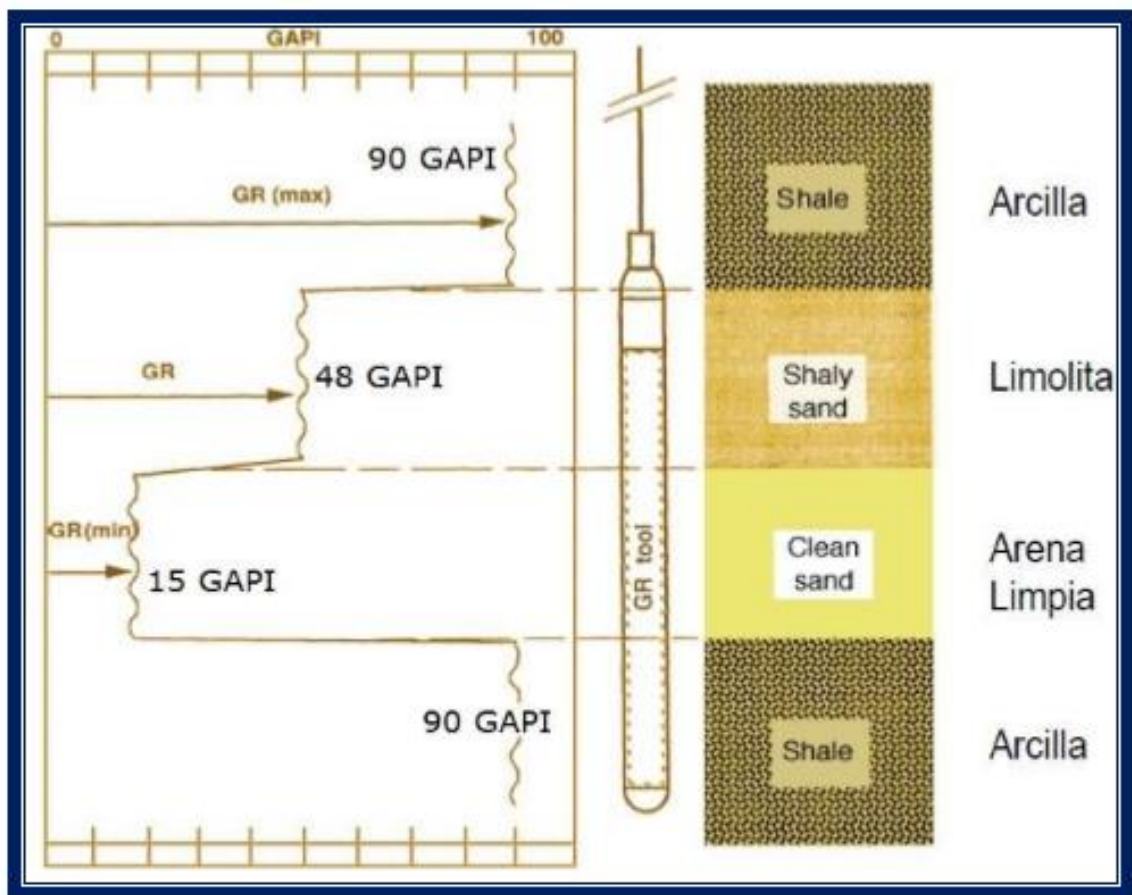 0 GAPI 100
90 GAPI
GR (max)
Shale
Arcilla
GR
48 GAPI
Shaly
sand
Limolita
GR(min)
15 GAPI
GR tool
Clean
sand
Arena
Limpia
90 GAPI
Shale
Arcilla